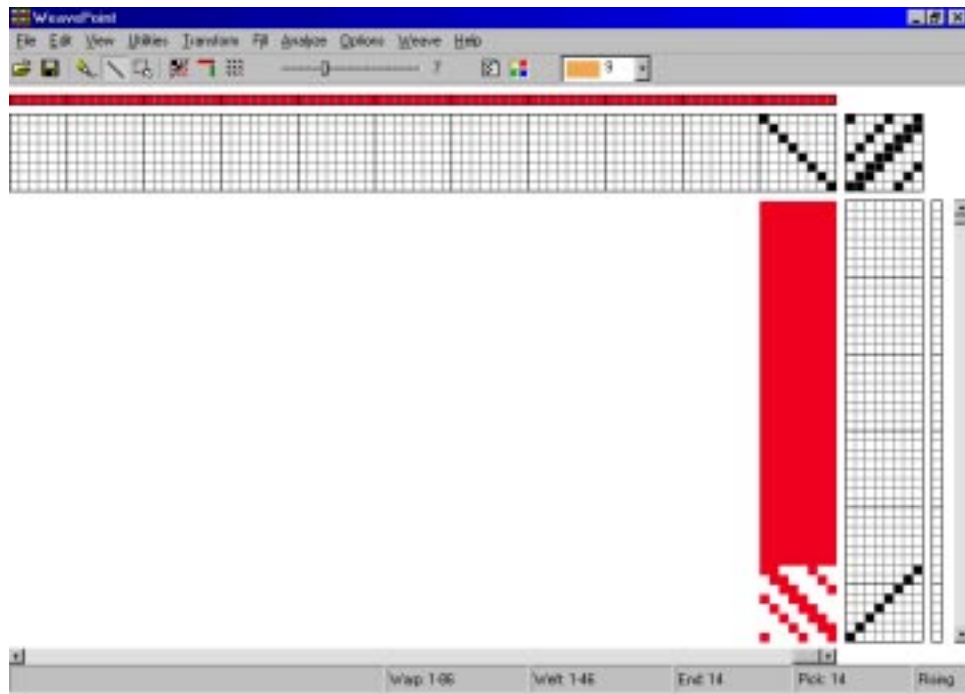 WeavePoint
File Edit View Utilities Transform Fill Analyze Options Weave Help
7 9
Warp: 1-86 Weft: 1-46 End: 14 Pick: 14 Rising